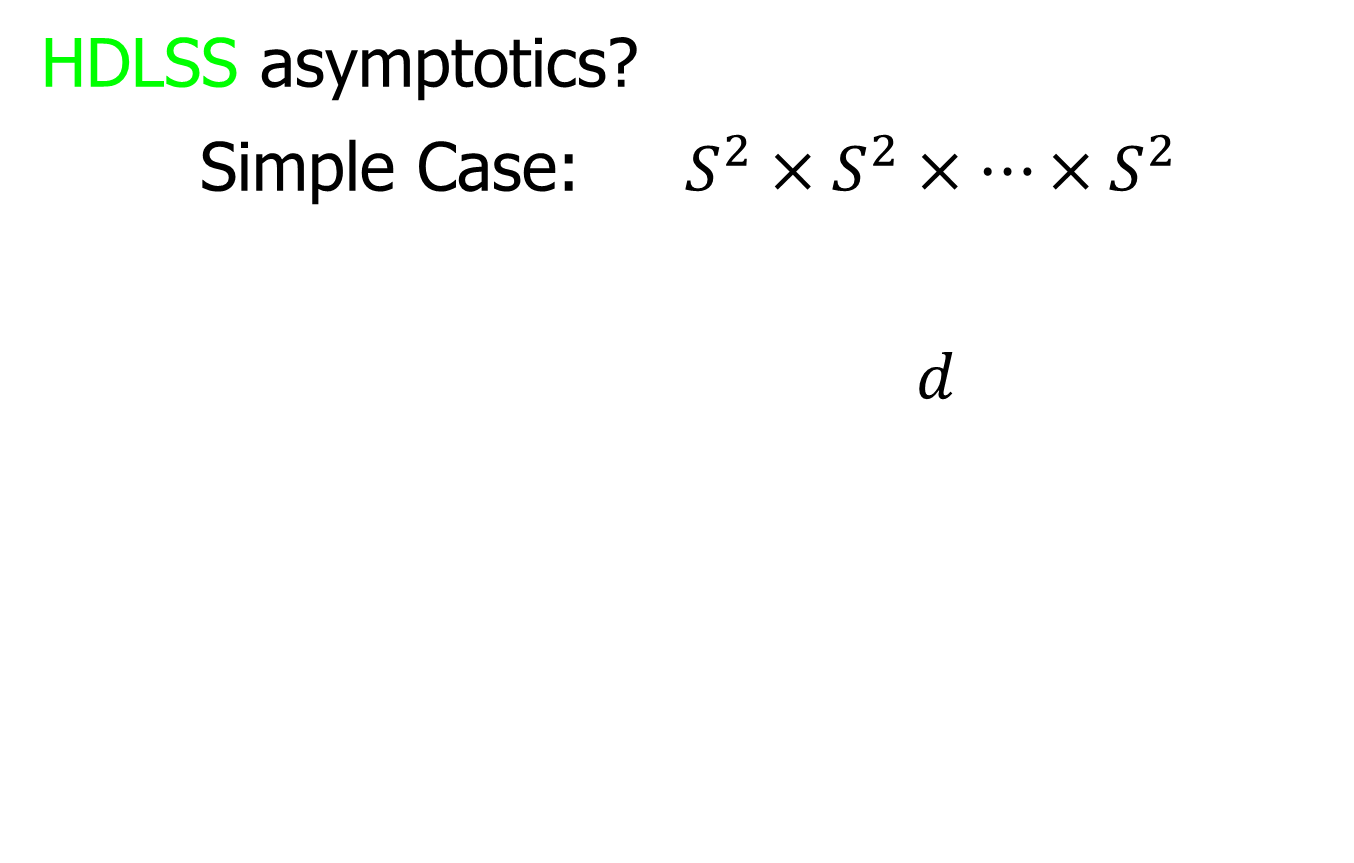 HDLSS asymptotics?
Simple Case: 𝑆² × 𝑆² × ⋯ × 𝑆²
𝑑